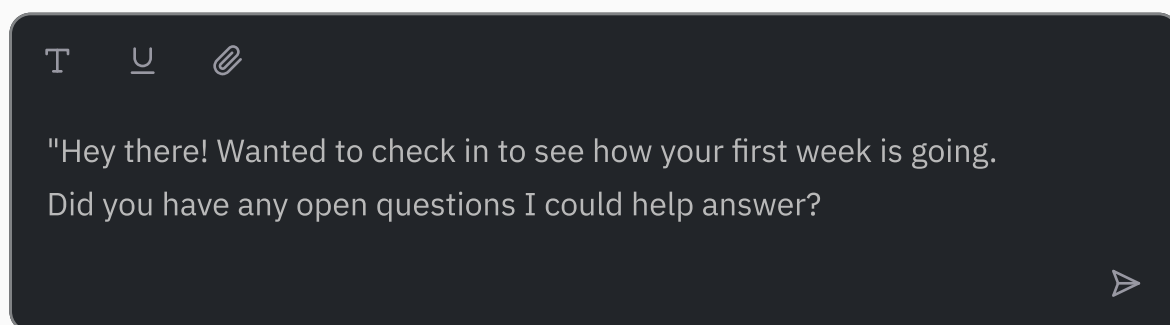 "Hey there! Wanted to check in to see how your first week is going.
Did you have any open questions I could help answer?